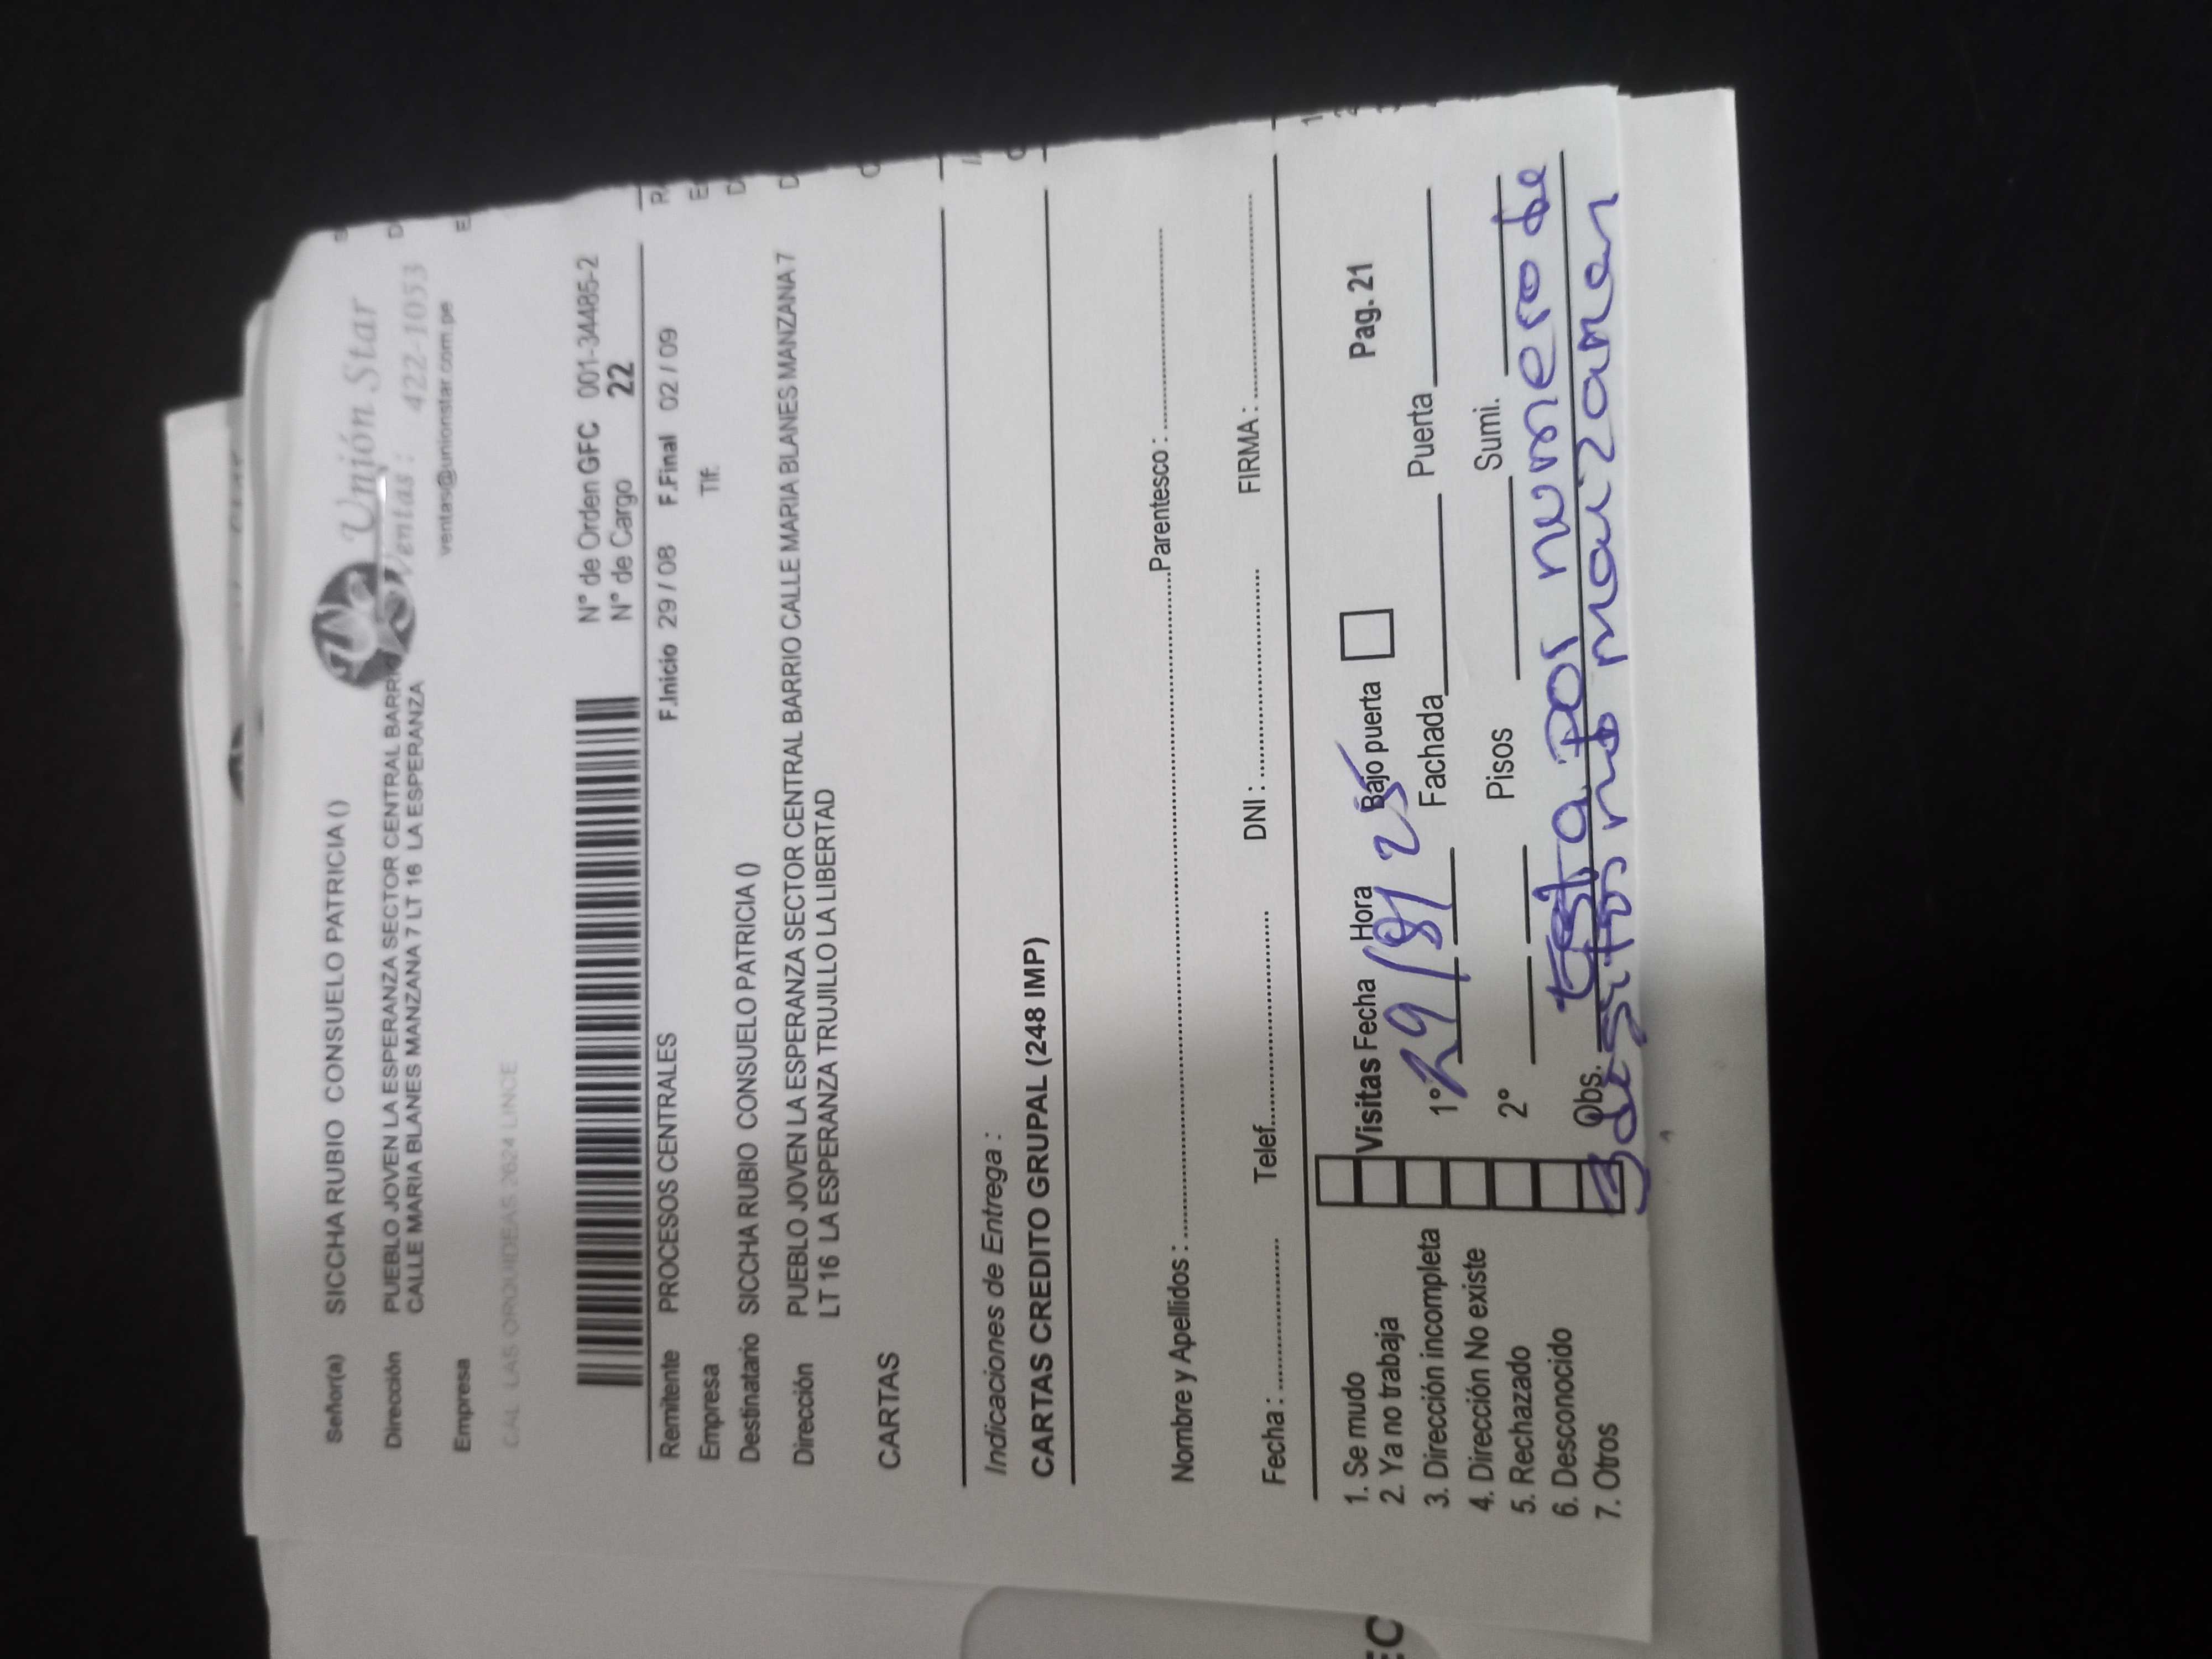 Señor(a) SICCHA RUBIO CONSUELO PATRICIA ()
Unión Star
Dirección PUEBLO JOVEN LA ESPERANZA SECTOR CENTRAL BARRIO
Ventas : 422-1053
CALLE MARIA BLANES MANZANA 7 LT 16 LA ESPERANZA
ventas@unionstar.com.pe
Empresa
CAL LAS ORQUIDEAS 2624 LINCE
N° de Orden GFC 001-34485-2
N° de Cargo 22
Remitente PROCESOS CENTRALES F.Inicio 29 / 08 F.Final 02 / 09
Empresa Tlf.
Destinatario SICCHA RUBIO CONSUELO PATRICIA ()
Dirección PUEBLO JOVEN LA ESPERANZA SECTOR CENTRAL BARRIO CALLE MARIA BLANES MANZANA 7
LT 16 LA ESPERANZA TRUJILLO LA LIBERTAD
CARTAS
Indicaciones de Entrega :
CARTAS CREDITO GRUPAL (248 IMP)
Nombre y Apellidos : Parentesco :
Fecha : Telef. DNI : FIRMA :
1. Se mudo
2. Ya no trabaja
3. Dirección incompleta
4. Dirección No existe
5. Rechazado
6. Desconocido
7. Otros
Visitas Fecha Hora Bajo puerta Pag. 21
1° 29/8/25 Fachada Puerta
2° Pisos Sumi.
Obs. esta por numero de
3 no